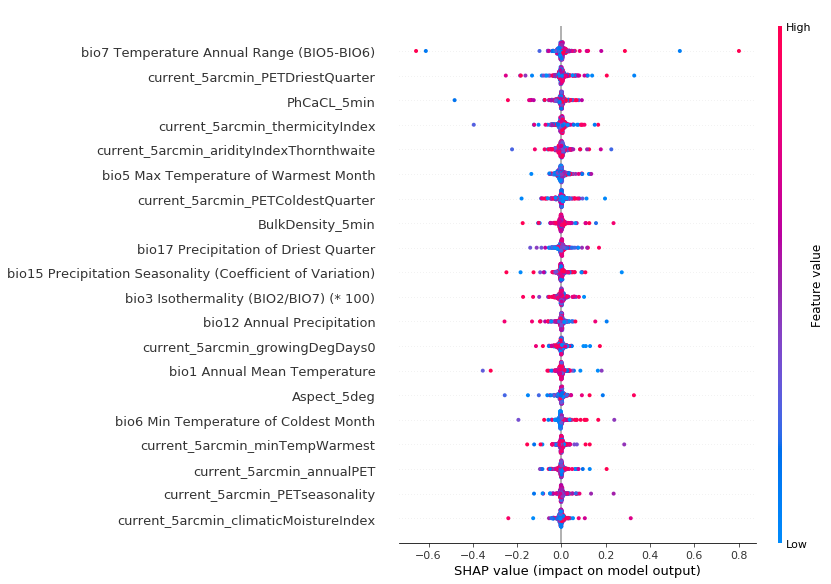 High
bio7 Temperature Annual Range (BIO5-BIO6)
current_5arcmin_PETDriestQuarter
PhCaCL_5min
current_5arcmin_thermicityIndex
current_5arcmin_aridityIndexThornthwaite
bio5 Max Temperature of Warmest Month
current_5arcmin_PETColdestQuarter
BulkDensity_5min
bio17 Precipitation of Driest Quarter
bio15 Precipitation Seasonality (Coefficient of Variation)
bio3 Isothermality (BIO2/BIO7) (* 100)
bio12 Annual Precipitation
current_5arcmin_growingDegDays0
bio1 Annual Mean Temperature
Aspect_5deg
bio6 Min Temperature of Coldest Month
current_5arcmin_minTempWarmest
current_5arcmin_annualPET
current_5arcmin_PETseasonality
current_5arcmin_climaticMoistureIndex
Feature value
Low
−0.6 −0.4 −0.2 0.0 0.2 0.4 0.6 0.8
SHAP value (impact on model output)